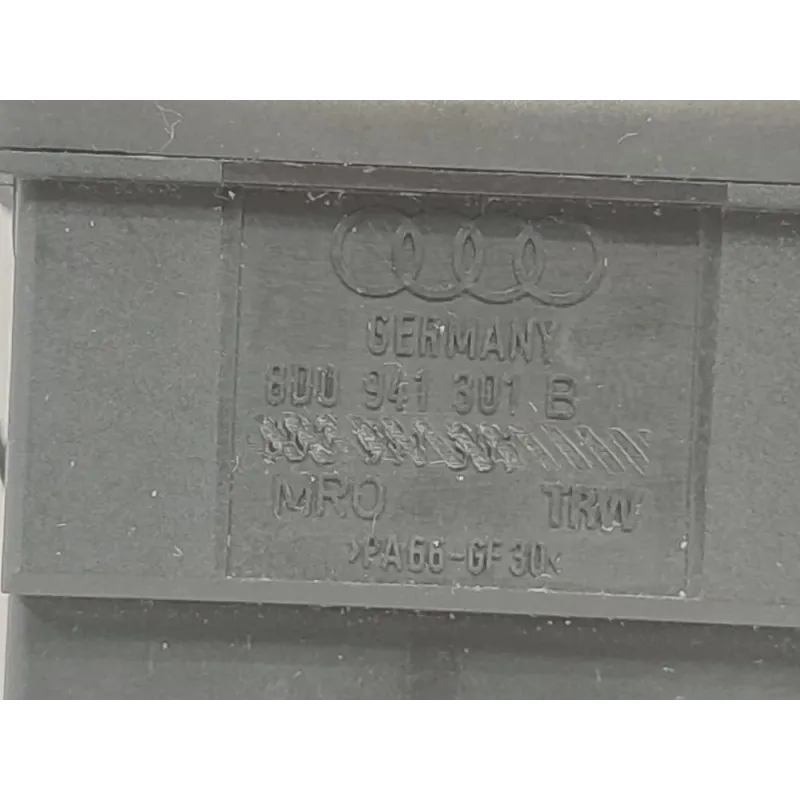 GERMANY
8D0 941 301 B
MRO TRW
>PA66-GF30<